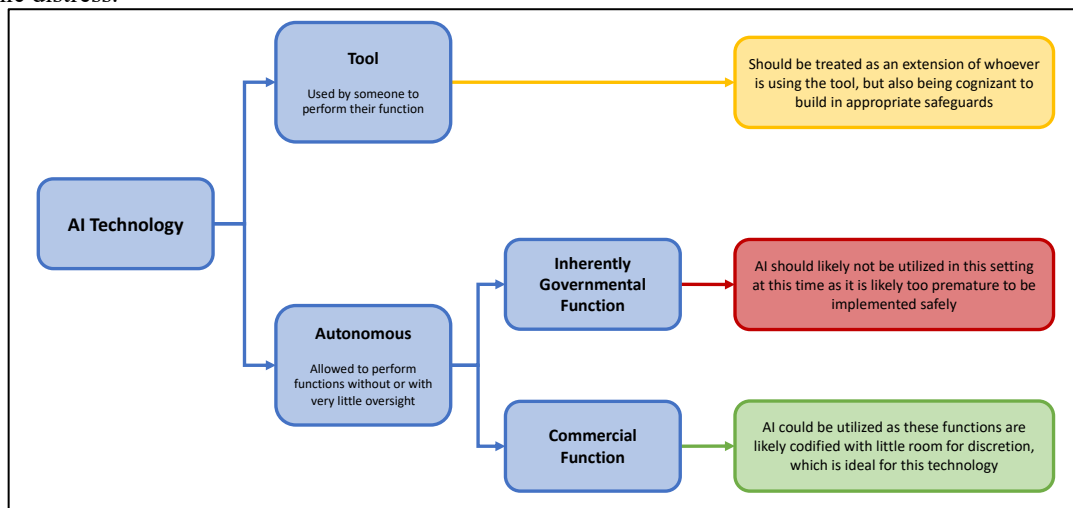 Tool
Used by someone to
perform their function
Should be treated as an extension of whoever
is using the tool, but also being cognizant to
build in appropriate safeguards
AI Technology
Inherently
Governmental
Function
AI should likely not be utilized in this setting
at this time as it is likely too premature to be
implemented safely
Autonomous
Allowed to perform
functions without or with
very little oversight
Commercial
Function
AI could be utilized as these functions are
likely codified with little room for discretion,
which is ideal for this technology